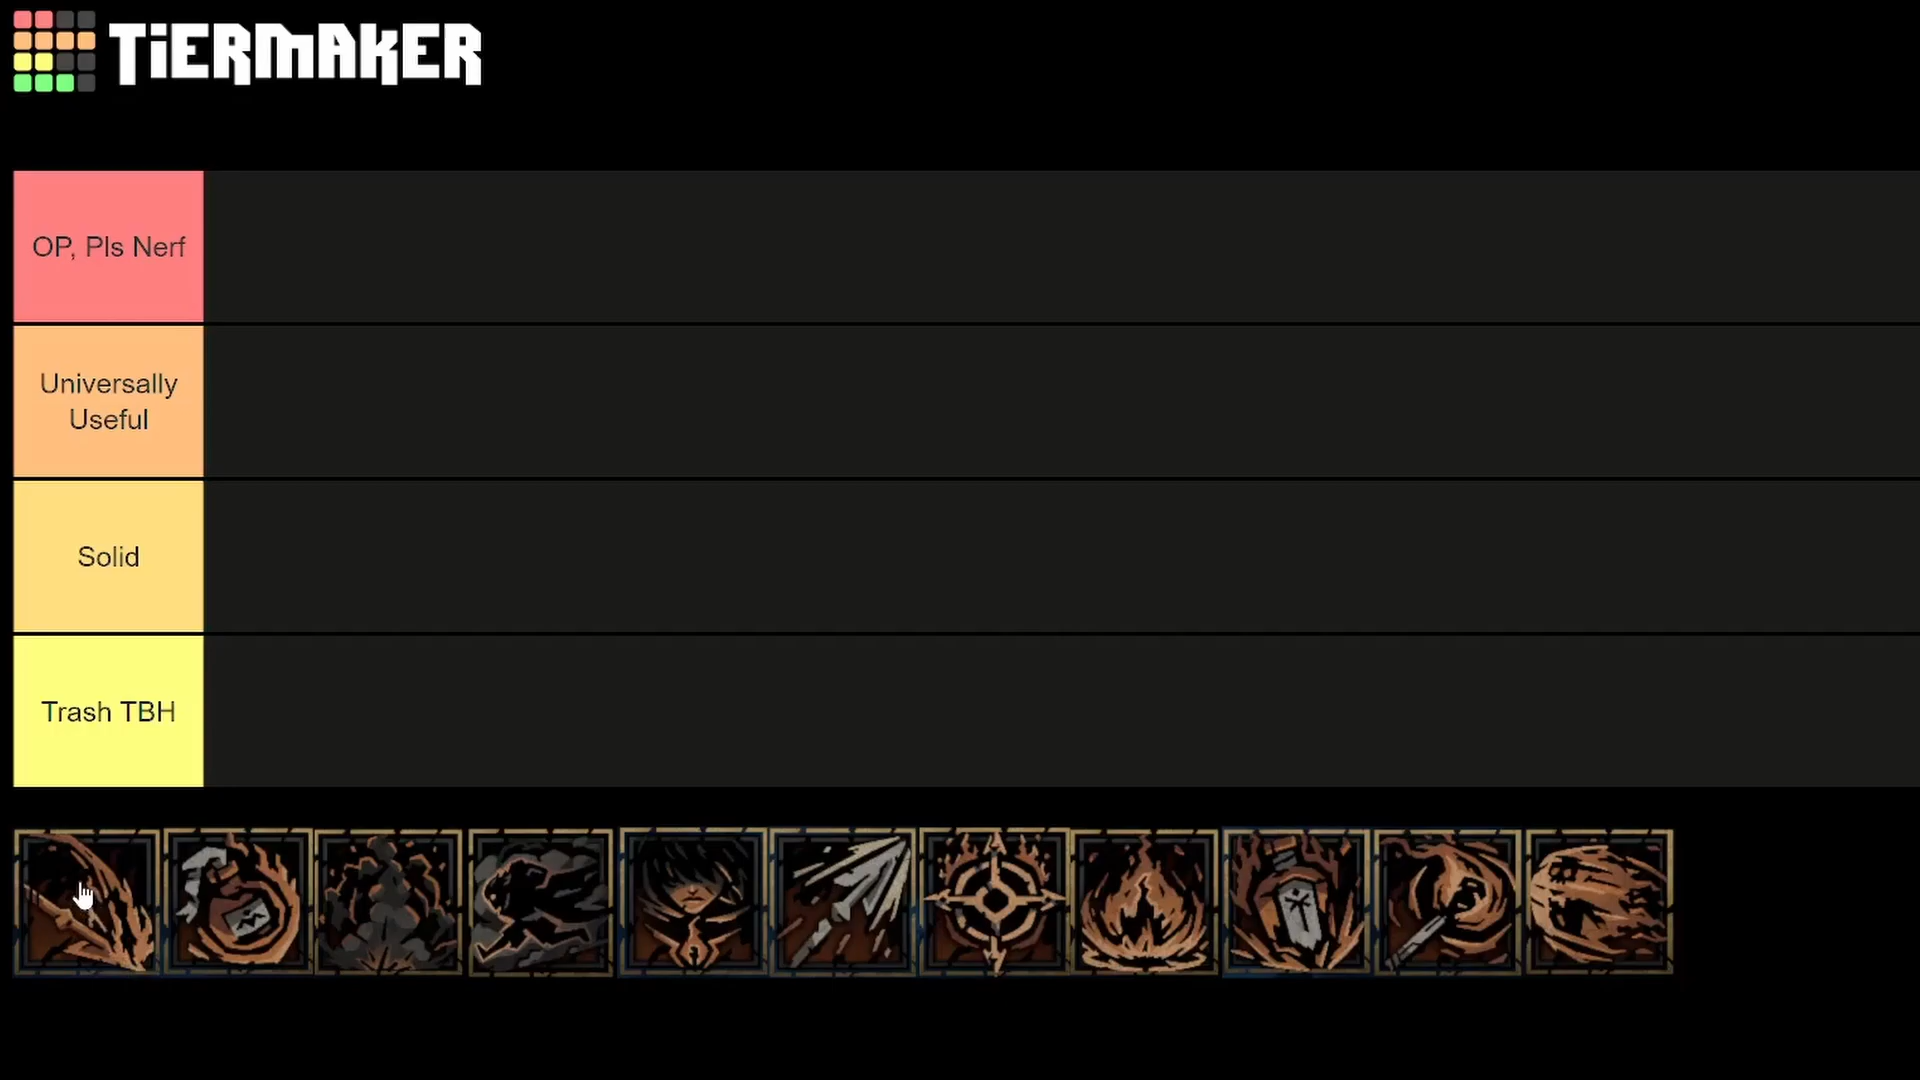 TiERMAKER
OP, Pls Nerf
Universally
Useful
Solid
Trash TBH